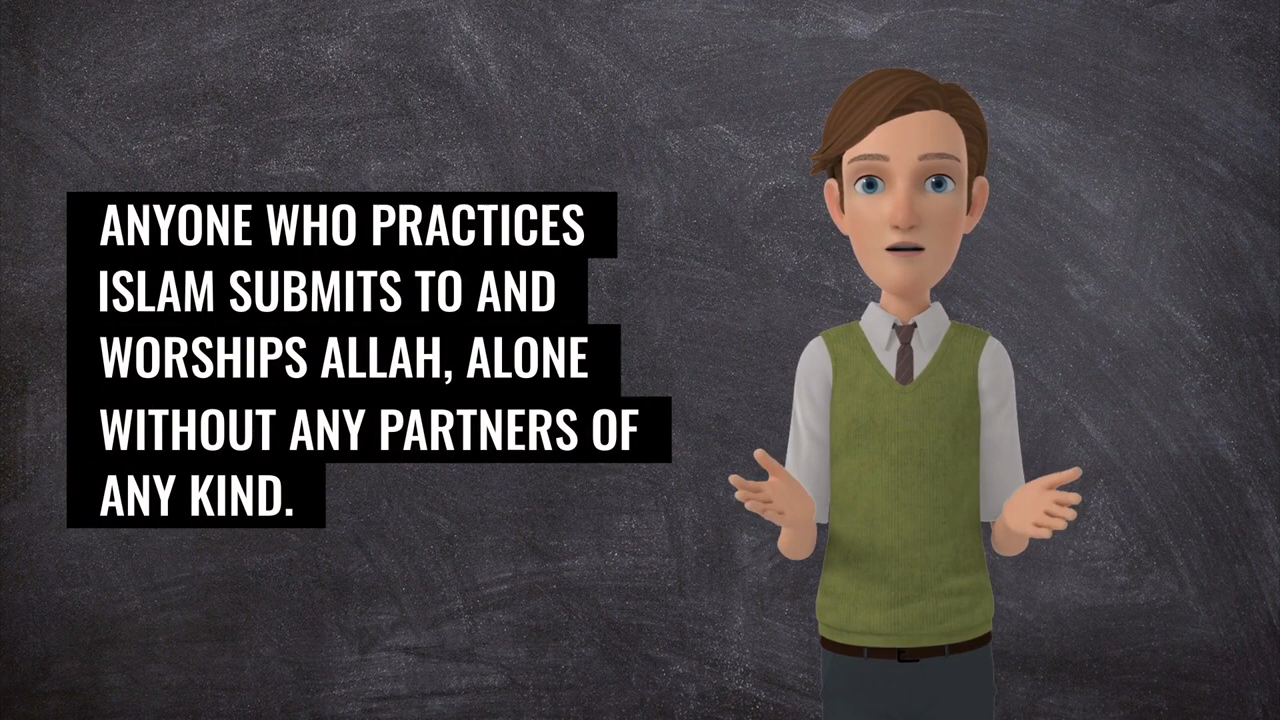 ANYONE WHO PRACTICES
ISLAM SUBMITS TO AND
WORSHIPS ALLAH, ALONE
WITHOUT ANY PARTNERS OF
ANY KIND.